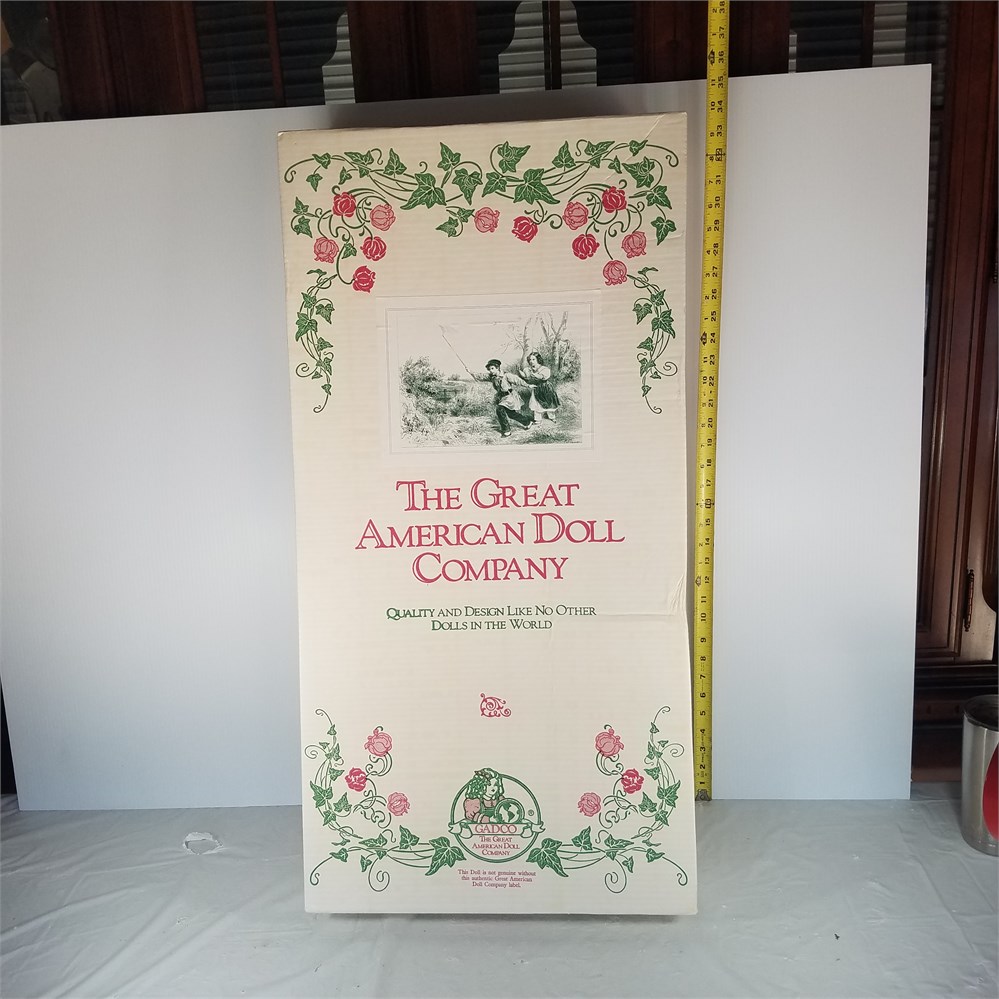 THE GREAT
AMERICAN DOLL
COMPANY
QUALITY AND DESIGN LIKE NO OTHER
DOLLS IN THE WORLD
GADCO
THE GREAT
AMERICAN DOLL
COMPANY
®
This Doll is not genuine without
this authentic Great American
Doll Company label.